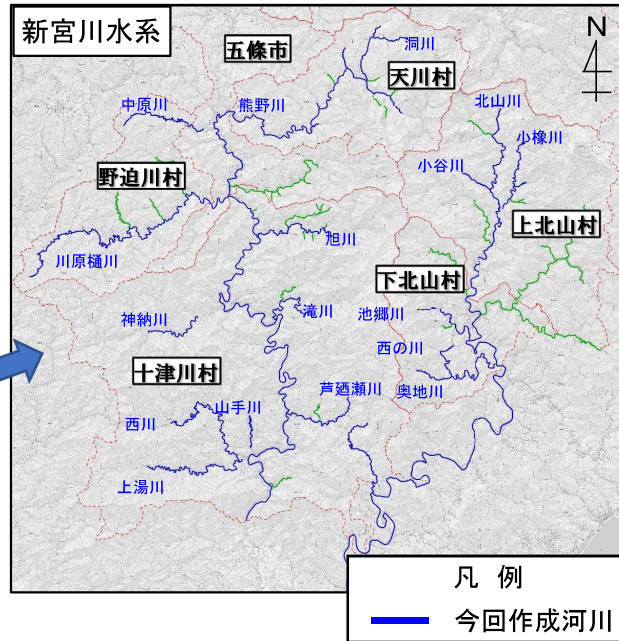 新宮川水系
N
五條市
洞川
天川村
中原川
熊野川
北山川
小橡川
小谷川
野迫川村
上北山村
旭川
川原樋川
下北山村
神納川
滝川
池郷川
西の川
十津川村
芦廼瀬川
奥地川
西川
山手川
上湯川
凡 例
今回作成河川